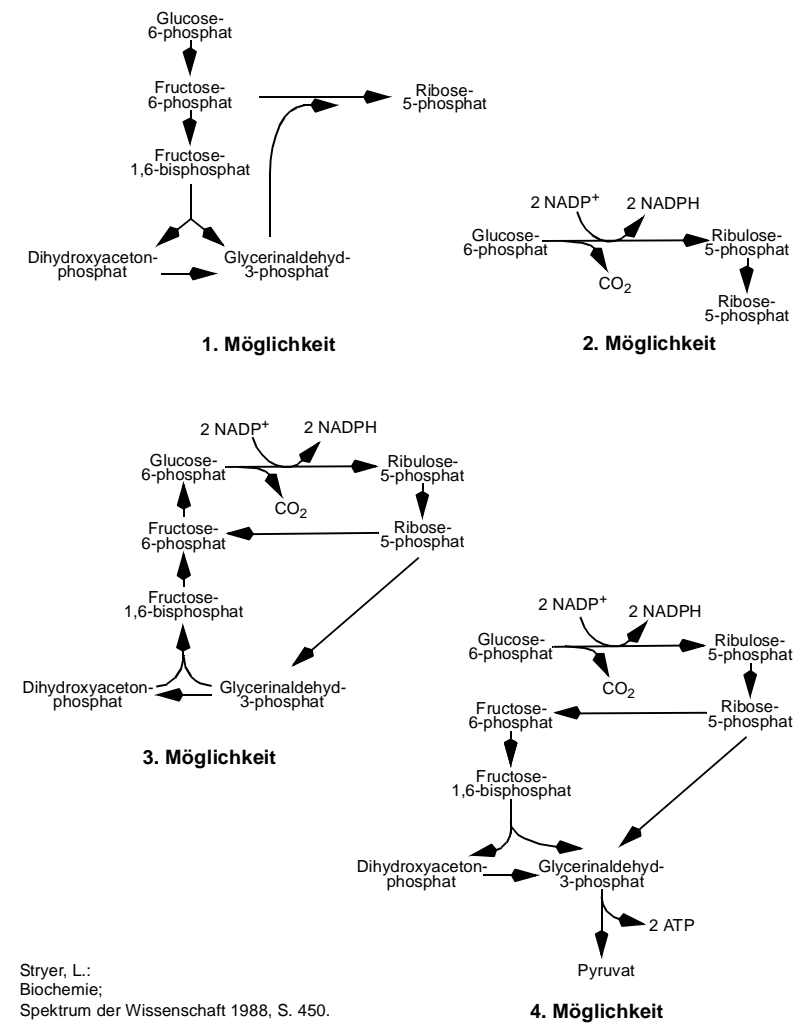 Glucose-
6-phosphat
Fructose-
6-phosphat
Ribose-
5-phosphat
Fructose-
1,6-bisphosphat
Dihydroxyaceton-
phosphat
Glycerinaldehyd-
3-phosphat
1. Möglichkeit
2 NADP+
2 NADPH
Glucose-
6-phosphat
Ribulose-
5-phosphat
CO2
Ribose-
5-phosphat
2. Möglichkeit
2 NADP+
2 NADPH
Glucose-
6-phosphat
Ribulose-
5-phosphat
CO2
Fructose-
6-phosphat
Ribose-
5-phosphat
Fructose-
1,6-bisphosphat
Dihydroxyaceton-
phosphat
Glycerinaldehyd-
3-phosphat
3. Möglichkeit
2 NADP+
2 NADPH
Glucose-
6-phosphat
Ribulose-
5-phosphat
CO2
Fructose-
6-phosphat
Ribose-
5-phosphat
Fructose-
1,6-bisphosphat
Dihydroxyaceton-
phosphat
Glycerinaldehyd-
3-phosphat
2 ATP
Pyruvat
4. Möglichkeit
Stryer, L.:
Biochemie;
Spektrum der Wissenschaft 1988, S. 450.